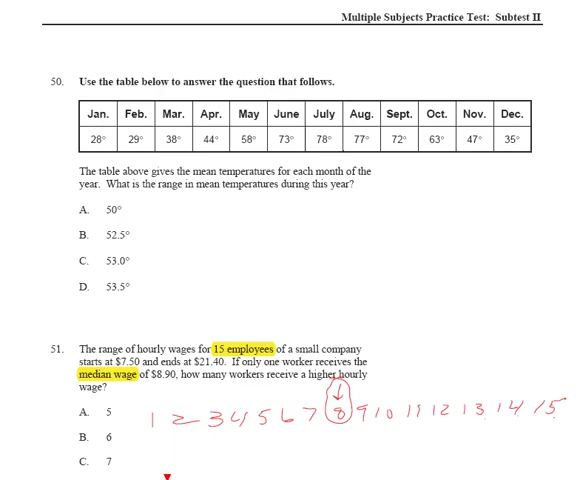 Multiple Subjects Practice Test: Subtest II
50. Use the table below to answer the question that follows.
Jan. Feb. Mar. Apr. May June July Aug. Sept. Oct. Nov. Dec.
28° 29° 38° 44° 58° 73° 78° 77° 72° 63° 47° 35°
The table above gives the mean temperatures for each month of the
year. What is the range in mean temperatures during this year?
A. 50°
B. 52.5°
C. 53.0°
D. 53.5°
51. The range of hourly wages for 15 employees of a small company
starts at $7.50 and ends at $21.40. If only one worker receives the
median wage of $8.90, how many workers receive a higher hourly
wage?
A. 5
1 2 3 4 5 6 7 8 9 10 11 12 13 14 15
B. 6
C. 7